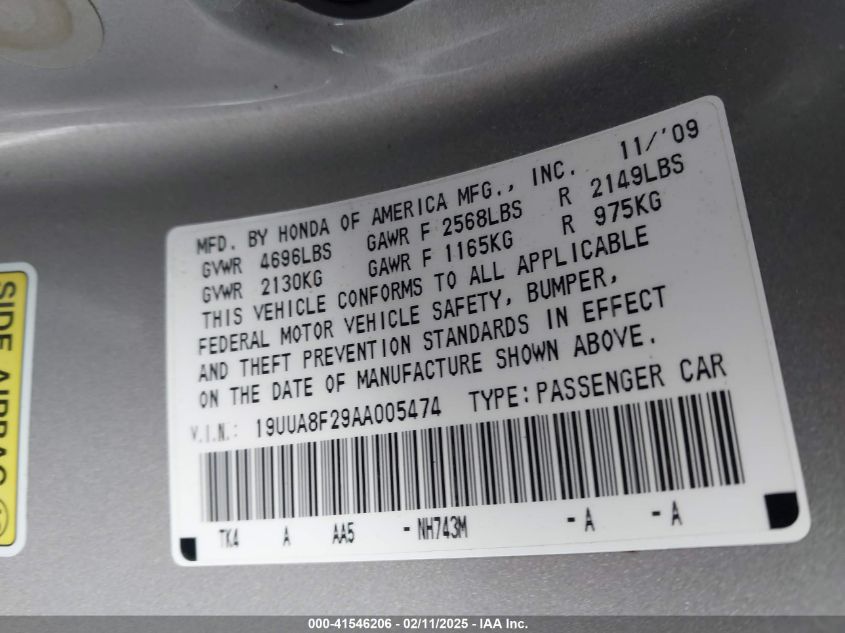 MFD. BY HONDA OF AMERICA MFG., INC. 11/'09
GVWR 4696LBS GAWR F 2568LBS R 2149LBS
GVWR 2130KG GAWR F 1165KG R 975KG
THIS VEHICLE CONFORMS TO ALL APPLICABLE
FEDERAL MOTOR VEHICLE SAFETY, BUMPER,
AND THEFT PREVENTION STANDARDS IN EFFECT
ON THE DATE OF MANUFACTURE SHOWN ABOVE.
V.I.N.: 19UUA8F29AA005474 TYPE:PASSENGER CAR
TK4 A AA5 -NH743M -A -A
SIDE AIRBAG
000-41546206 - 02/11/2025 - IAA Inc.